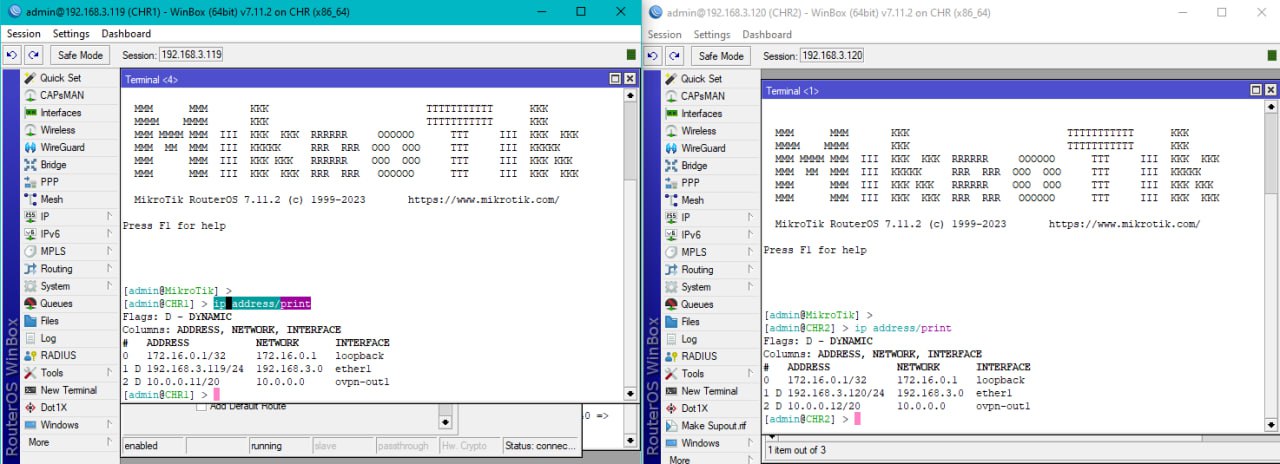 admin@192.168.3.119 (CHR1) - WinBox (64bit) v7.11.2 on CHR (x86_64)
Session Settings Dashboard
Safe Mode Session: 192.168.3.119
Quick Set
CAPsMAN
Interfaces
Wireless
WireGuard
Bridge
PPP
Mesh
IP
IPv6
MPLS
Routing
System
Queues
Files
Log
RADIUS
Tools
New Terminal
Dot1X
Windows
More
RouterOS WinBox
Terminal <4>
MMM MMM KKK TTTTTTTTTTT KKK
MMMM MMMM KKK TTTTTTTTTTT KKK
MMM MMMM MMM III KKK KKK RRRRRR OOOOOO TTT III KKK KKK
MMM MM MMM III KKKKK RRR RRR OOO OOO TTT III KKKKK
MMM MMM III KKK KKK RRRRRR OOO OOO TTT III KKK KKK
MMM MMM III KKK KKK RRR RRR OOOOOO TTT III KKK KKK
MikroTik RouterOS 7.11.2 (c) 1999-2023 https://www.mikrotik.com/
Press F1 for help
[admin@MikroTik] >
[admin@CHR1] > ip address/print
Flags: D - DYNAMIC
Columns: ADDRESS, NETWORK, INTERFACE
# ADDRESS NETWORK INTERFACE
0 172.16.0.1/32 172.16.0.1 loopback
1 D 192.168.3.119/24 192.168.3.0 ether1
2 D 10.0.0.11/20 10.0.0.0 ovpn-out1
[admin@CHR1] >
Add Default Route
=>
enabled running slave passthrough Hw. Crypto Status: connec...
admin@192.168.3.120 (CHR2) - WinBox (64bit) v7.11.2 on CHR (x86_64)
Session Settings Dashboard
Safe Mode Session: 192.168.3.120
Quick Set
CAPsMAN
Interfaces
Wireless
WireGuard
Bridge
PPP
Mesh
IP
IPv6
MPLS
Routing
System
Queues
Files
Log
RADIUS
Tools
New Terminal
Dot1X
Make Supout.rif
Windows
More
RouterOS WinBox
Terminal <1>
MMM MMM KKK TTTTTTTTTTT KKK
MMMM MMMM KKK TTTTTTTTTTT KKK
MMM MMMM MMM III KKK KKK RRRRRR OOOOOO TTT III KKK KKK
MMM MM MMM III KKKKK RRR RRR OOO OOO TTT III KKKKK
MMM MMM III KKK KKK RRRRRR OOO OOO TTT III KKK KKK
MMM MMM III KKK KKK RRR RRR OOOOOO TTT III KKK KKK
MikroTik RouterOS 7.11.2 (c) 1999-2023 https://www.mikrotik.com/
Press F1 for help
[admin@MikroTik] >
[admin@CHR2] > ip address/print
Flags: D - DYNAMIC
Columns: ADDRESS, NETWORK, INTERFACE
# ADDRESS NETWORK INTERFACE
0 172.16.0.1/32 172.16.0.1 loopback
1 D 192.168.3.120/24 192.168.3.0 ether1
2 D 10.0.0.12/20 10.0.0.0 ovpn-out1
[admin@CHR2] >
1 item out of 3